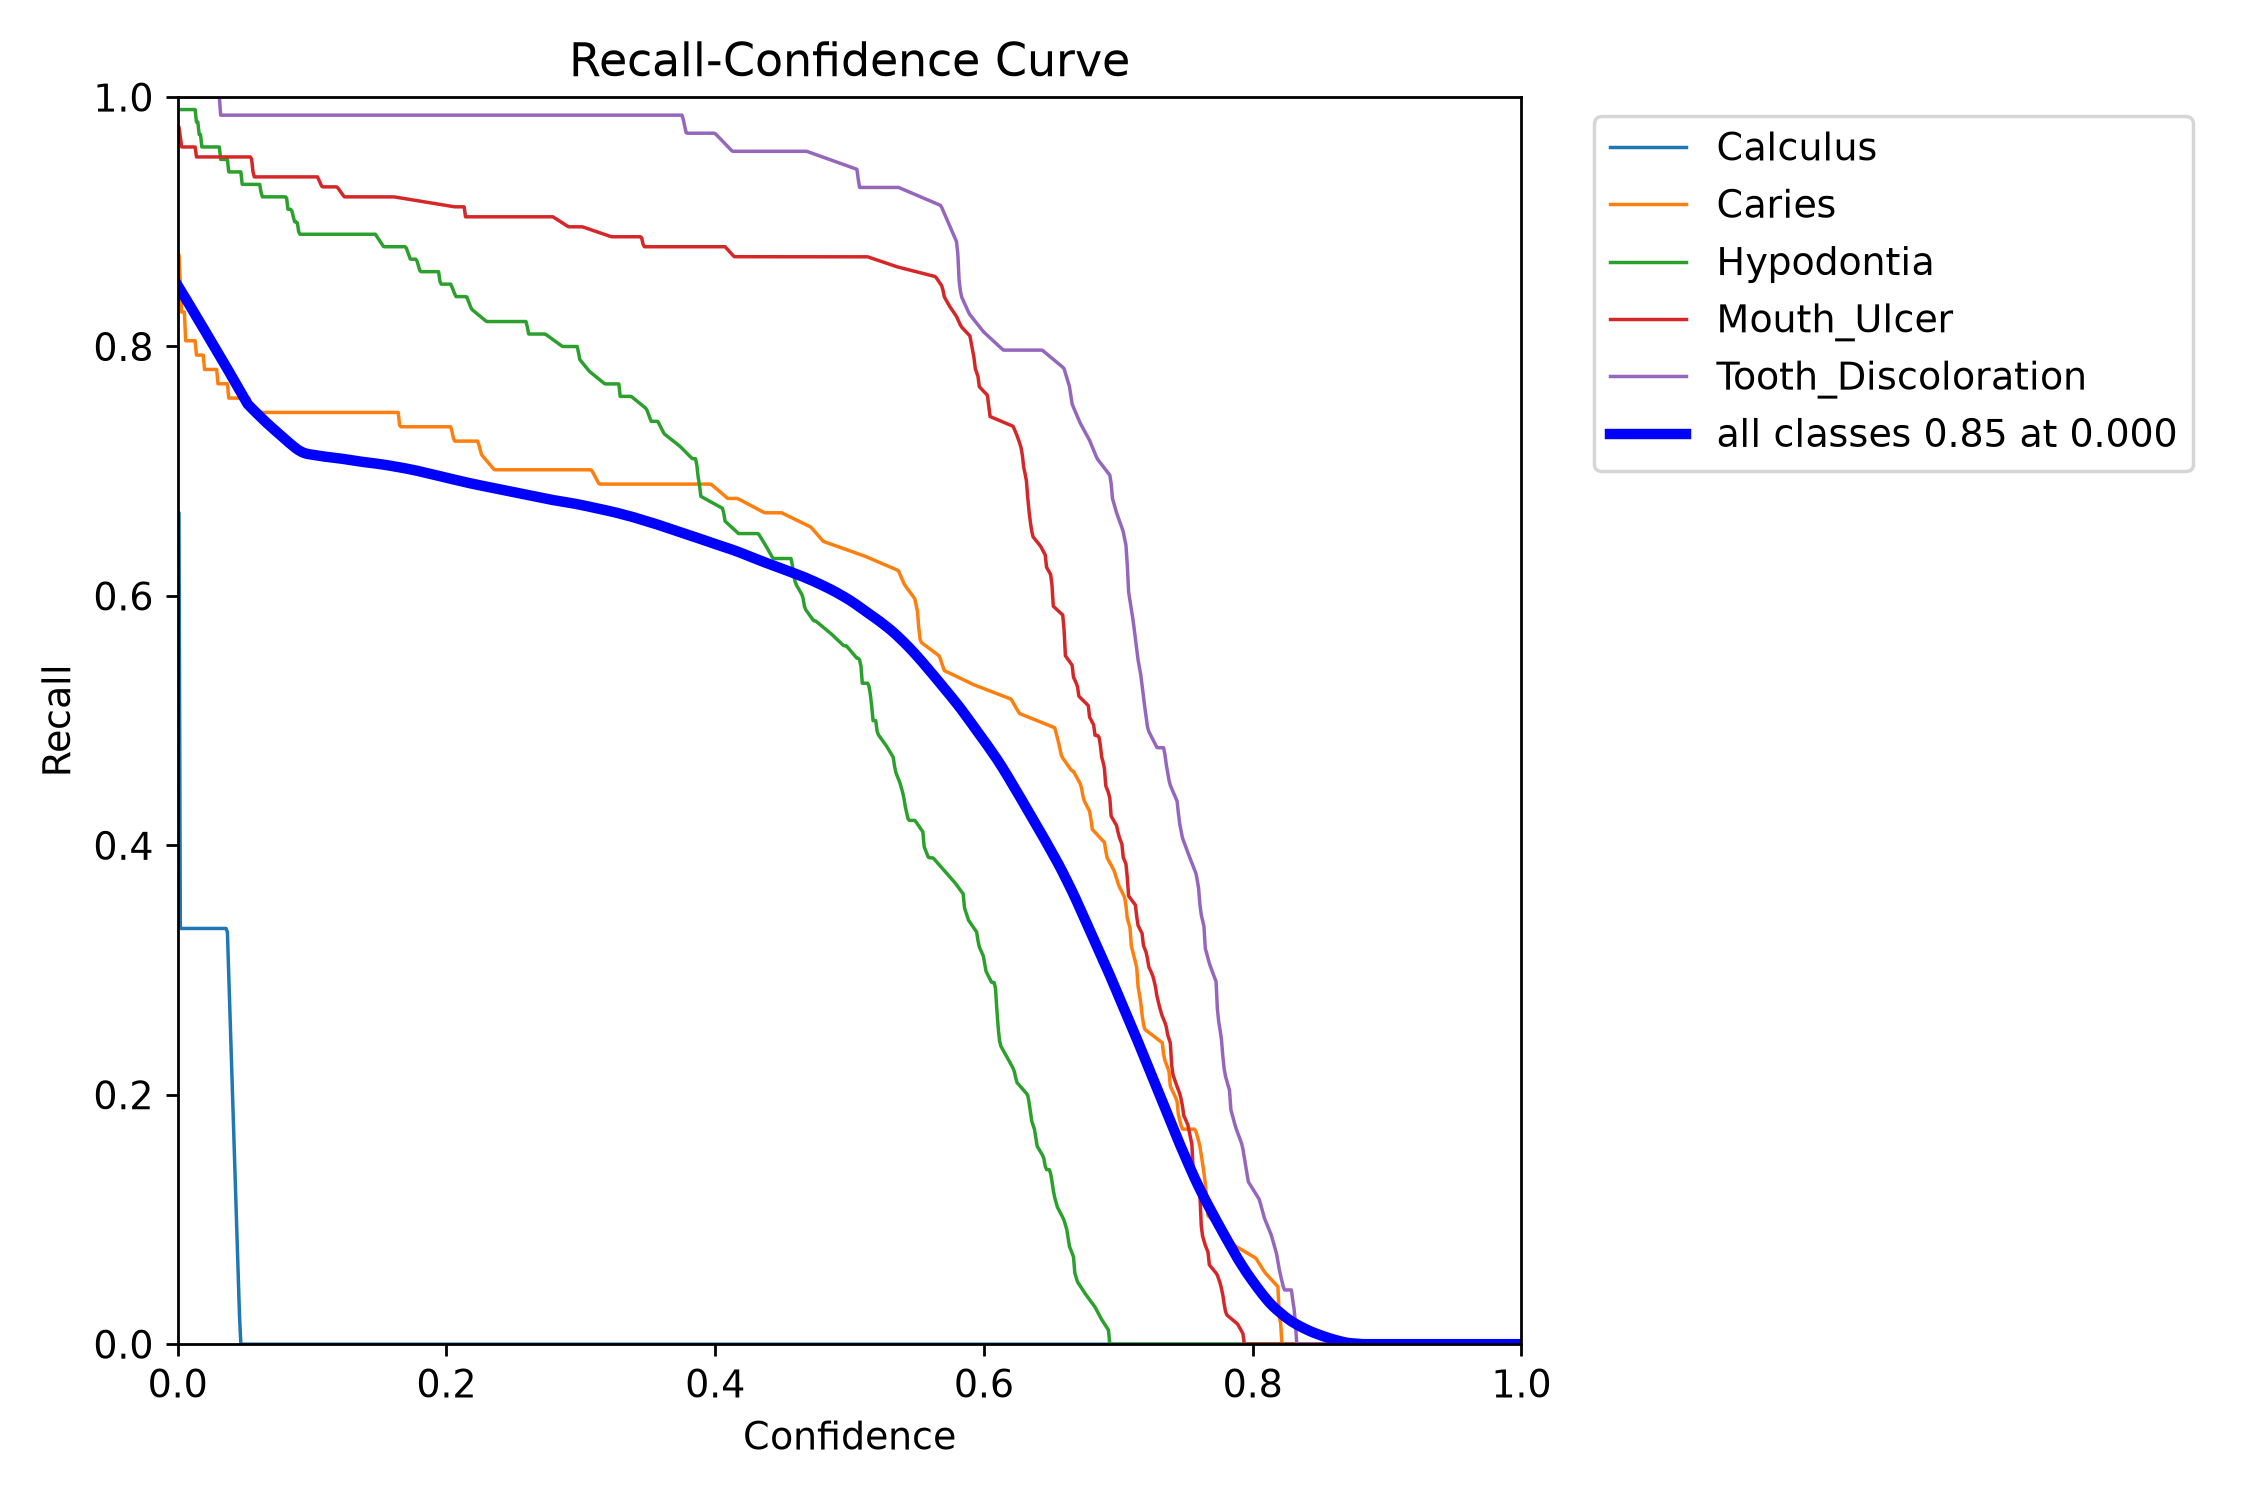 Recall-Confidence Curve
1.0
0.8
0.6
0.4
0.2
0.0
Recall
0.0 0.2 0.4 0.6 0.8 1.0
Confidence
Calculus
Caries
Hypodontia
Mouth_Ulcer
Tooth_Discoloration
all classes 0.85 at 0.000